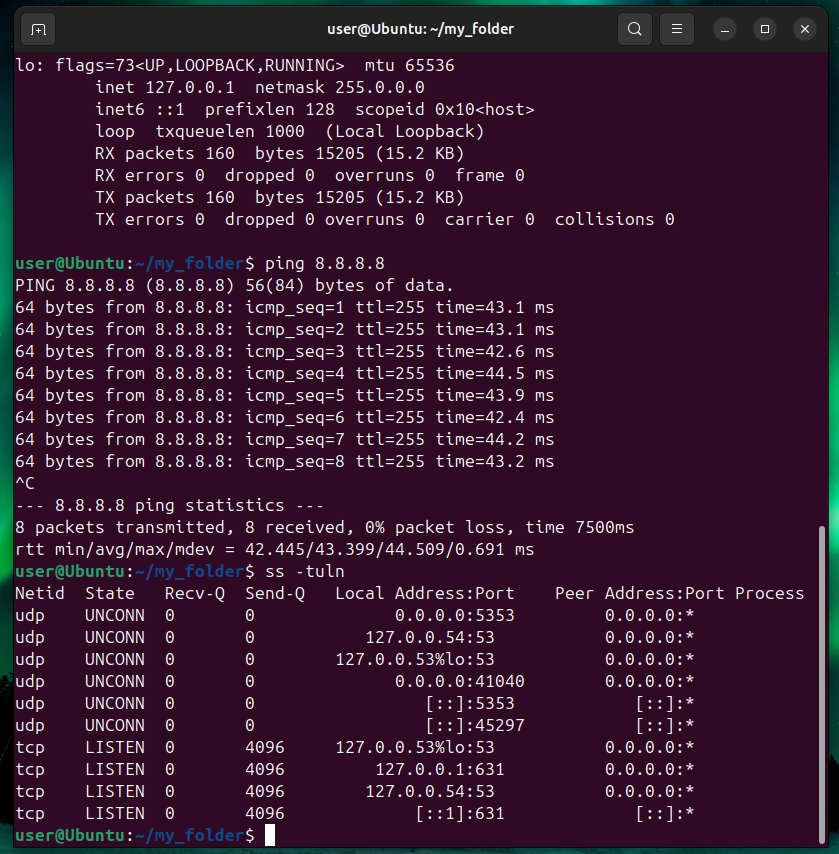 user@Ubuntu: ~/my_folder
lo: flags=73<UP,LOOPBACK,RUNNING>  mtu 65536
        inet 127.0.0.1  netmask 255.0.0.0
        inet6 ::1  prefixlen 128  scopeid 0x10<host>
        loop  txqueuelen 1000  (Local Loopback)
        RX packets 160  bytes 15205 (15.2 KB)
        RX errors 0  dropped 0  overruns 0  frame 0
        TX packets 160  bytes 15205 (15.2 KB)
        TX errors 0  dropped 0 overruns 0  carrier 0  collisions 0
user@Ubuntu:~/my_folder$ ping 8.8.8.8
PING 8.8.8.8 (8.8.8.8) 56(84) bytes of data.
64 bytes from 8.8.8.8: icmp_seq=1 ttl=255 time=43.1 ms
64 bytes from 8.8.8.8: icmp_seq=2 ttl=255 time=43.1 ms
64 bytes from 8.8.8.8: icmp_seq=3 ttl=255 time=42.6 ms
64 bytes from 8.8.8.8: icmp_seq=4 ttl=255 time=44.5 ms
64 bytes from 8.8.8.8: icmp_seq=5 ttl=255 time=43.9 ms
64 bytes from 8.8.8.8: icmp_seq=6 ttl=255 time=42.4 ms
64 bytes from 8.8.8.8: icmp_seq=7 ttl=255 time=44.2 ms
64 bytes from 8.8.8.8: icmp_seq=8 ttl=255 time=43.2 ms
^C
--- 8.8.8.8 ping statistics ---
8 packets transmitted, 8 received, 0% packet loss, time 7500ms
rtt min/avg/max/mdev = 42.445/43.399/44.509/0.691 ms
user@Ubuntu:~/my_folder$ ss -tuln
Netid  State   Recv-Q  Send-Q   Local Address:Port    Peer Address:Port Process
udp    UNCONN  0       0              0.0.0.0:5353         0.0.0.0:*
udp    UNCONN  0       0           127.0.0.54:53           0.0.0.0:*
udp    UNCONN  0       0        127.0.0.53%lo:53           0.0.0.0:*
udp    UNCONN  0       0              0.0.0.0:41040        0.0.0.0:*
udp    UNCONN  0       0                 [::]:5353            [::]:*
udp    UNCONN  0       0                 [::]:45297           [::]:*
tcp    LISTEN  0       4096     127.0.0.53%lo:53           0.0.0.0:*
tcp    LISTEN  0       4096         127.0.0.1:631          0.0.0.0:*
tcp    LISTEN  0       4096        127.0.0.54:53           0.0.0.0:*
tcp    LISTEN  0       4096             [::1]:631             [::]:*
user@Ubuntu:~/my_folder$